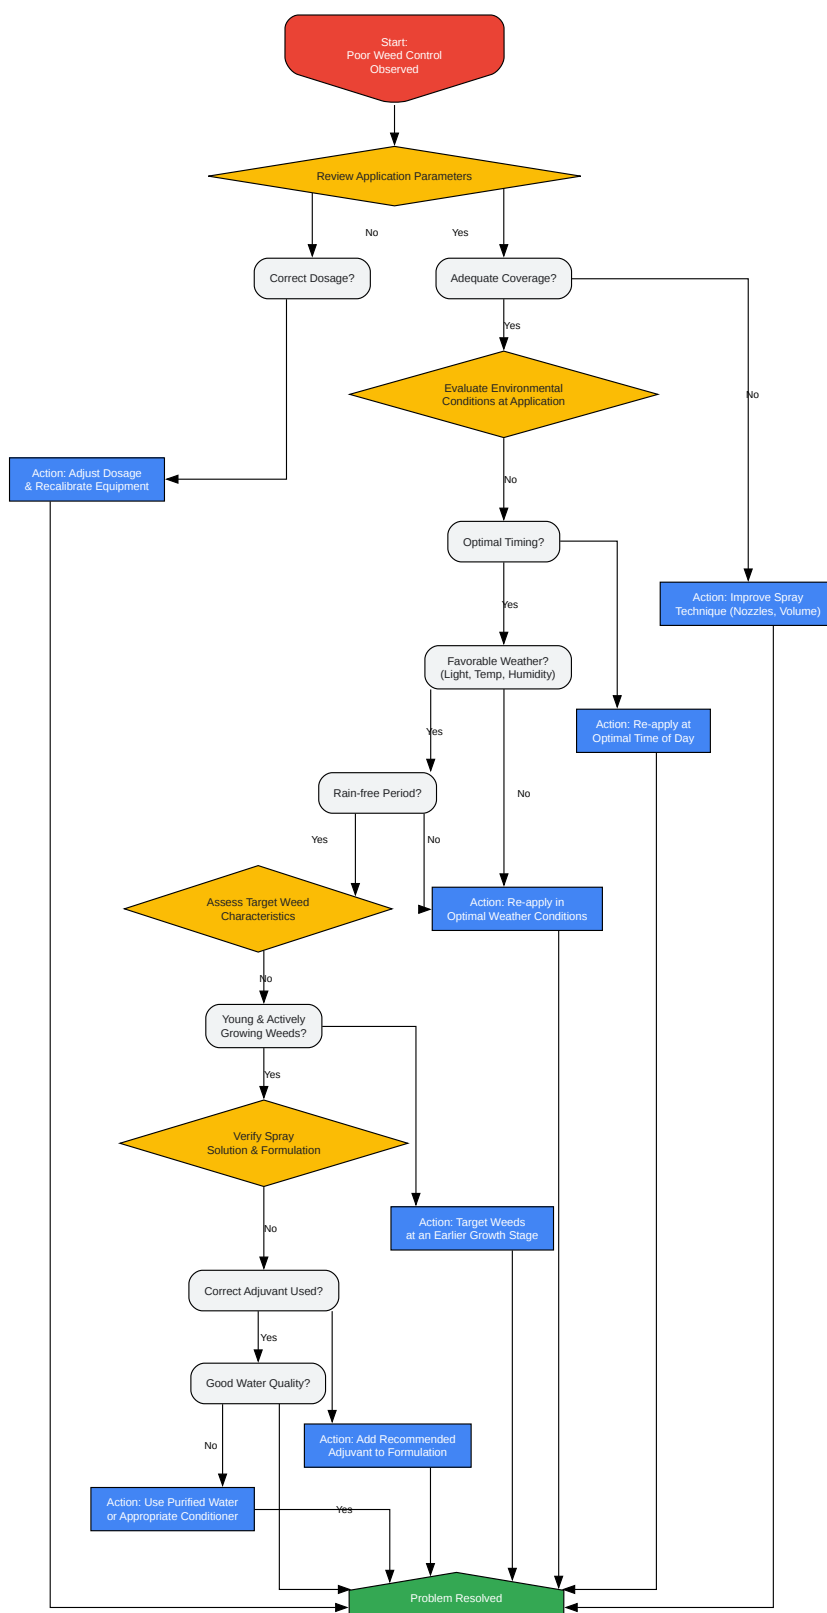 Start:
Poor Weed Control
Observed
Review Application Parameters
No
Yes
Correct Dosage?
Adequate Coverage?
Yes
Evaluate Environmental
Conditions at Application
No
Action: Adjust Dosage
& Recalibrate Equipment
No
Optimal Timing?
Action: Improve Spray
Technique (Nozzles, Volume)
Yes
Favorable Weather?
(Light, Temp, Humidity)
Action: Re-apply at
Optimal Time of Day
Yes
Rain-free Period?
No
Yes
No
Assess Target Weed
Characteristics
Action: Re-apply in
Optimal Weather Conditions
No
Young & Actively
Growing Weeds?
Yes
Verify Spray
Solution & Formulation
No
Action: Target Weeds
at an Earlier Growth Stage
Correct Adjuvant Used?
Yes
Good Water Quality?
No
Action: Add Recommended
Adjuvant to Formulation
Action: Use Purified Water
or Appropriate Conditioner
Yes
Problem Resolved